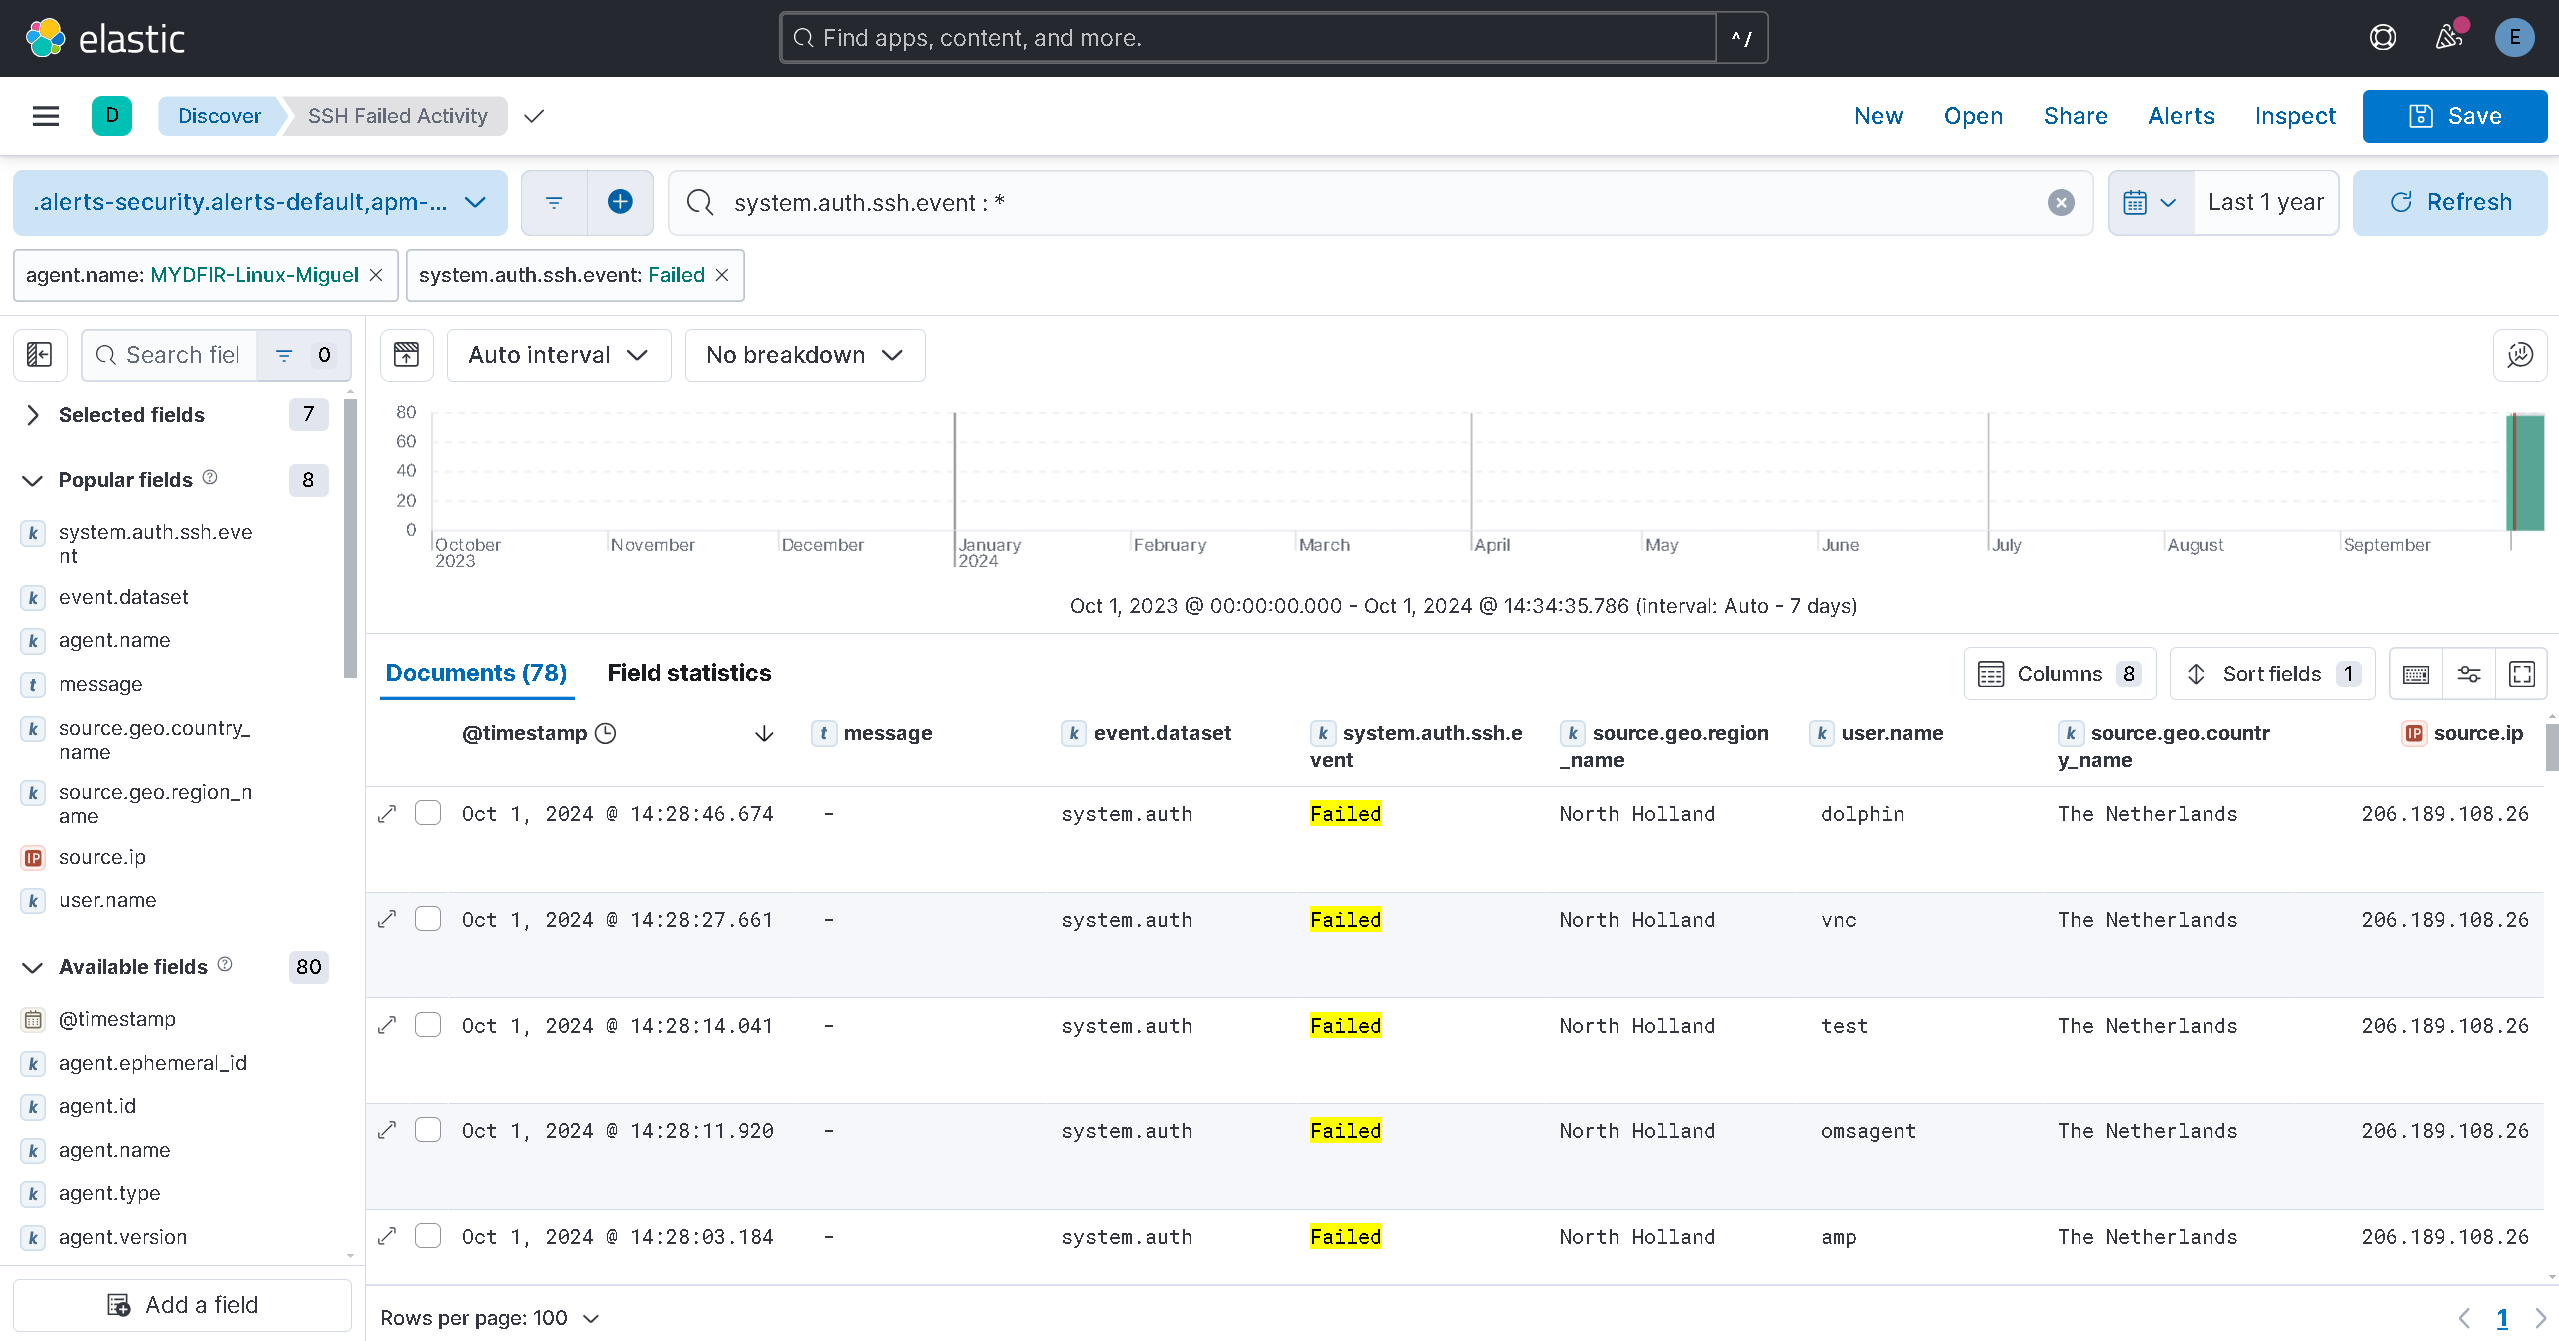 elastic
Find apps, content, and more.
^ /
E
D
Discover
SSH Failed Activity
New
Open
Share
Alerts
Inspect
Save
.alerts-security.alerts-default,apm-...
system.auth.ssh.event : *
Last 1 year
Refresh
agent.name: MYDFIR-Linux-Miguel
system.auth.ssh.event: Failed
Search fiel
0
Selected fields 7
Popular fields 8
k system.auth.ssh.eve
nt
k event.dataset
k agent.name
t message
k source.geo.country_
name
k source.geo.region_n
ame
IP source.ip
k user.name
Available fields 80
@timestamp
k agent.ephemeral_id
k agent.id
k agent.name
k agent.type
k agent.version
Add a field
Auto interval
No breakdown
80
60
40
20
0
October
2023
November
December
January
2024
February
March
April
May
June
July
August
September
Oct 1, 2023 @ 00:00:00.000 - Oct 1, 2024 @ 14:34:35.786 (interval: Auto - 7 days)
Documents (78)
Field statistics
Columns 8
Sort fields 1
@timestamp
t message
k event.dataset
k system.auth.ssh.e
vent
k source.geo.region
_name
k user.name
k source.geo.countr
y_name
IP source.ip
Oct 1, 2024 @ 14:28:46.674 - system.auth Failed North Holland dolphin The Netherlands 206.189.108.26
Oct 1, 2024 @ 14:28:27.661 - system.auth Failed North Holland vnc The Netherlands 206.189.108.26
Oct 1, 2024 @ 14:28:14.041 - system.auth Failed North Holland test The Netherlands 206.189.108.26
Oct 1, 2024 @ 14:28:11.920 - system.auth Failed North Holland omsagent The Netherlands 206.189.108.26
Oct 1, 2024 @ 14:28:03.184 - system.auth Failed North Holland amp The Netherlands 206.189.108.26
Rows per page: 100
1